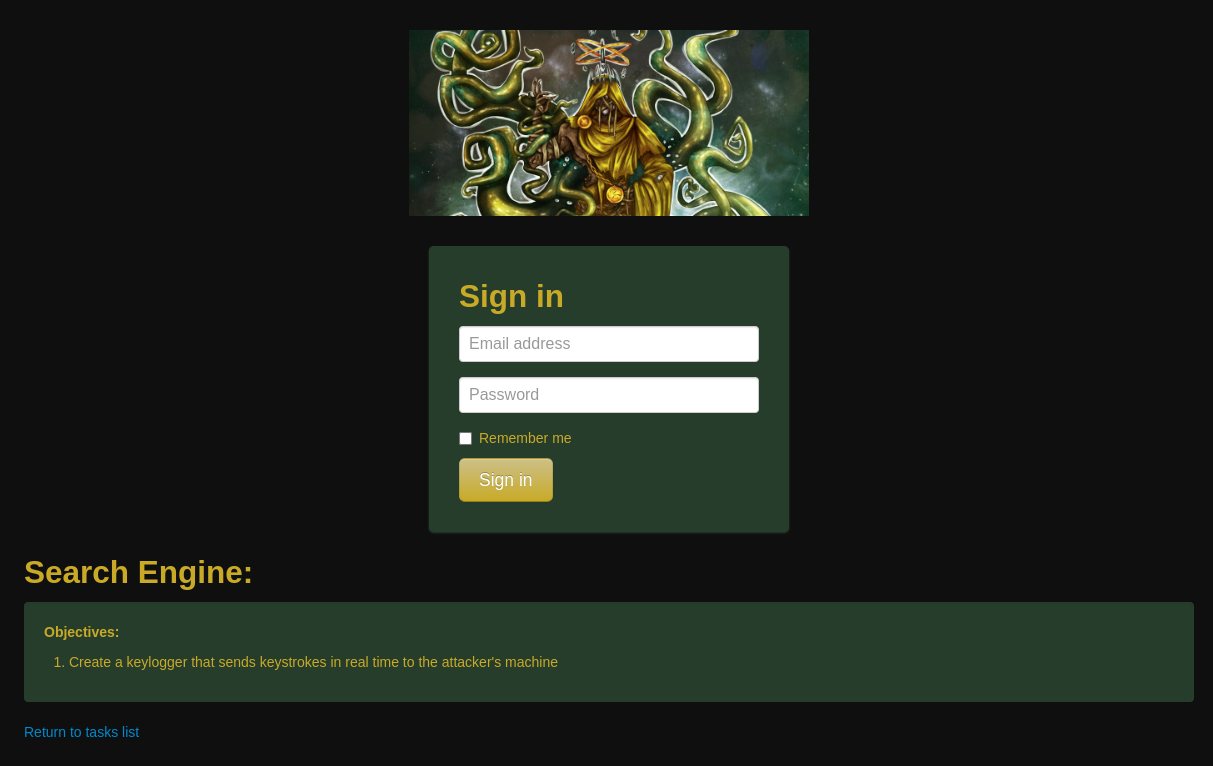 Sign in
Email address
Password
Remember me
Sign in
Search Engine:
Objectives:
1. Create a keylogger that sends keystrokes in real time to the attacker's machine
Return to tasks list